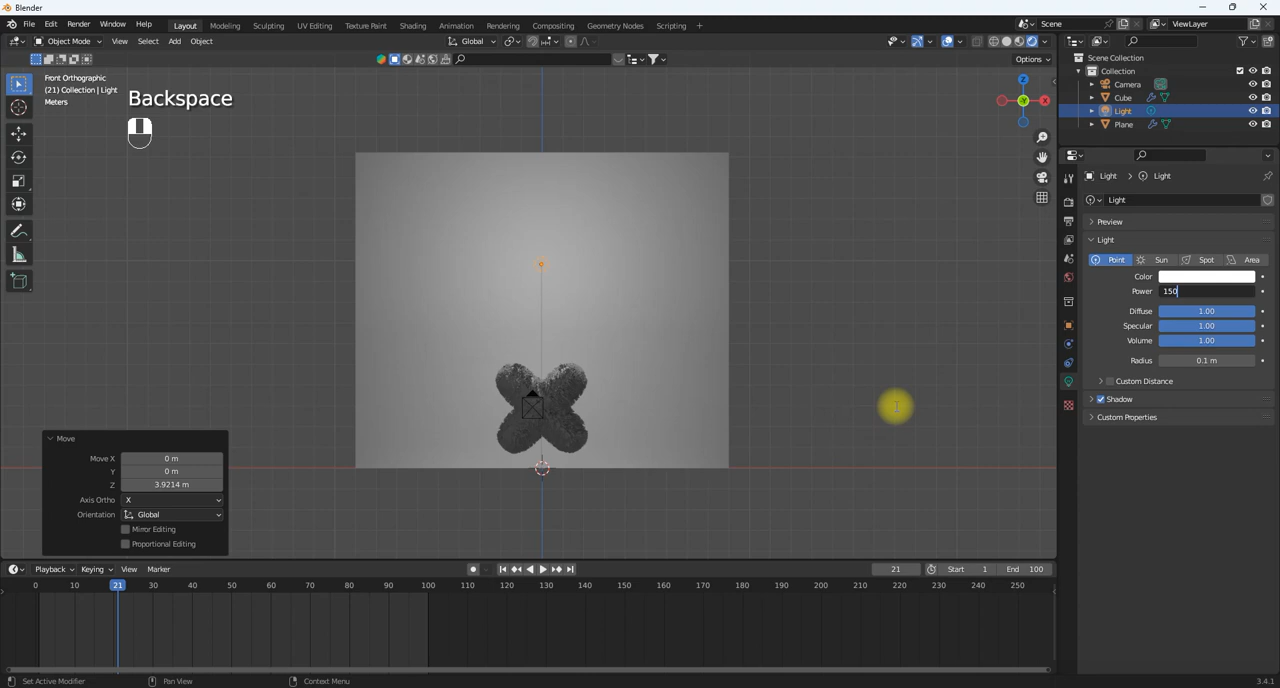 Blender
File Edit Render Window Help Layout Modeling Sculpting UV Editing Texture Paint Shading Animation Rendering Compositing Geometry Nodes Scripting + Scene ViewLayer
Object Mode View Select Add Object Global
Options
Front Orthographic
(21) Collection | Light
Meters
Backspace
Z
Y
X
Scene Collection
Collection
Camera
Cube
Light
Plane
Light > Light
Light
Preview
Light
Point Sun Spot Area
Color
Power 150
Diffuse 1.00
Specular 1.00
Volume 1.00
Radius 0.1 m
Custom Distance
Shadow
Custom Properties
Move
Move X 0 m
Y 0 m
Z 3.9214 m
Axis Ortho X
Orientation Global
Mirror Editing
Proportional Editing
Playback Keying View Marker 21 Start 1 End 100
0 10 21 30 40 50 60 70 80 90 100 110 120 130 140 150 160 170 180 190 200 210 220 230 240 250
Set Active Modifier Pan View Context Menu 3.4.1